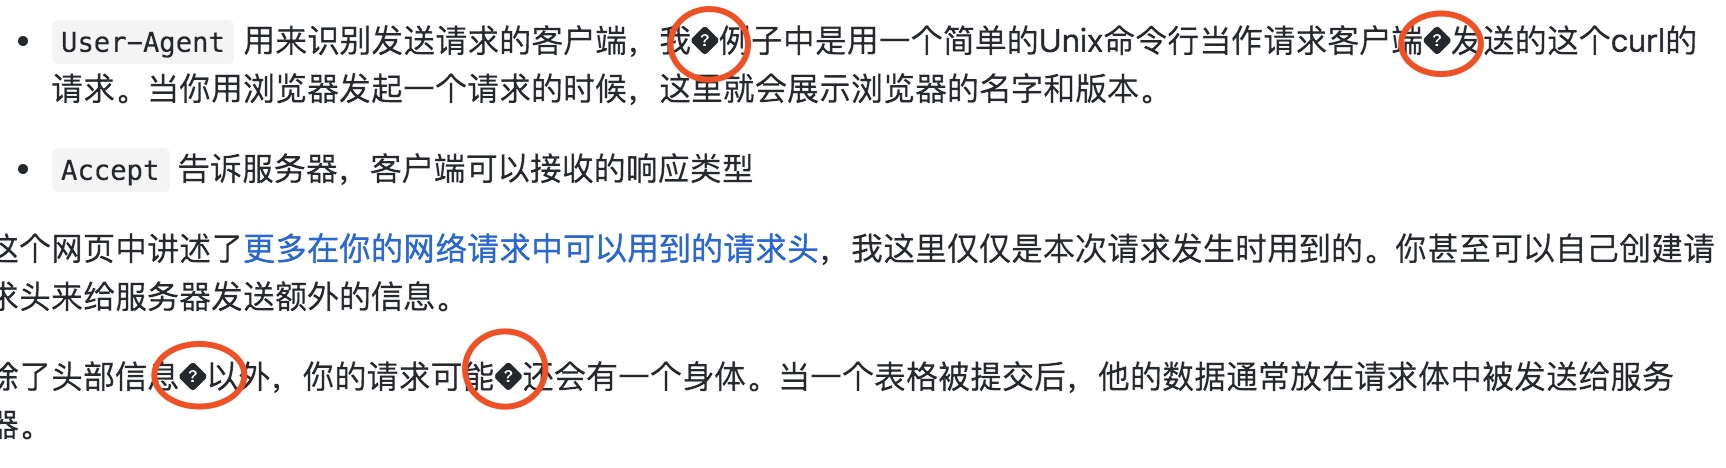 User-Agent 用来识别发送请求的客户端，我�例子中是用一个简单的Unix命令行当作请求客户端�发送的这个curl的
请求。当你用浏览器发起一个请求的时候，这里就会展示浏览器的名字和版本。
Accept 告诉服务器，客户端可以接收的响应类型
这个网页中讲述了更多在你的网络请求中可以用到的请求头，我这里仅仅是本次请求发生时用到的。你甚至可以自己创建请
求头来给服务器发送额外的信息。
除了头部信息�以外，你的请求可能�还会有一个身体。当一个表格被提交后，他的数据通常放在请求体中被发送给服务
器。